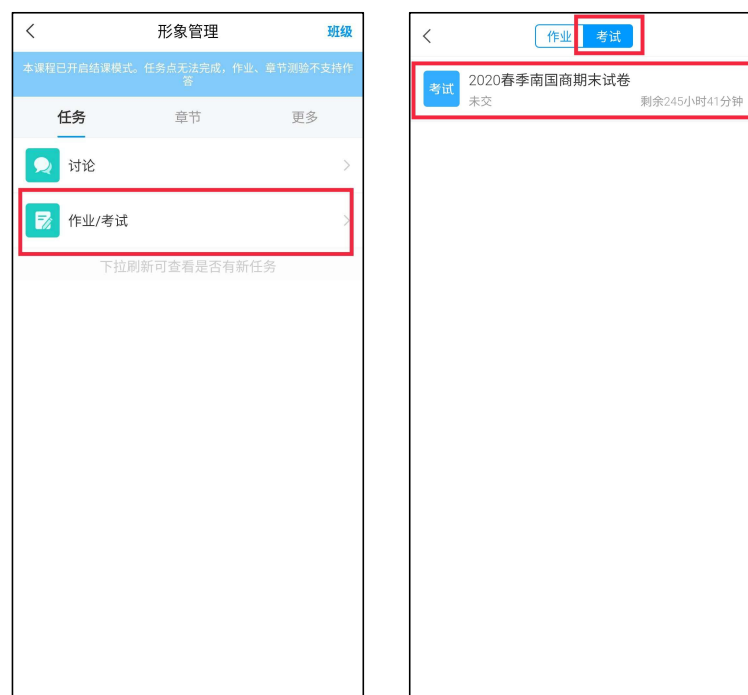 形象管理
班级
本课程已开启结课模式。任务点无法完成，作业、章节测验不支持作
答
任务
章节
更多
讨论
作业/考试
下拉刷新可查看是否有新任务
作业
考试
考试
2020春季南国商期末试卷
未交
剩余245小时41分钟